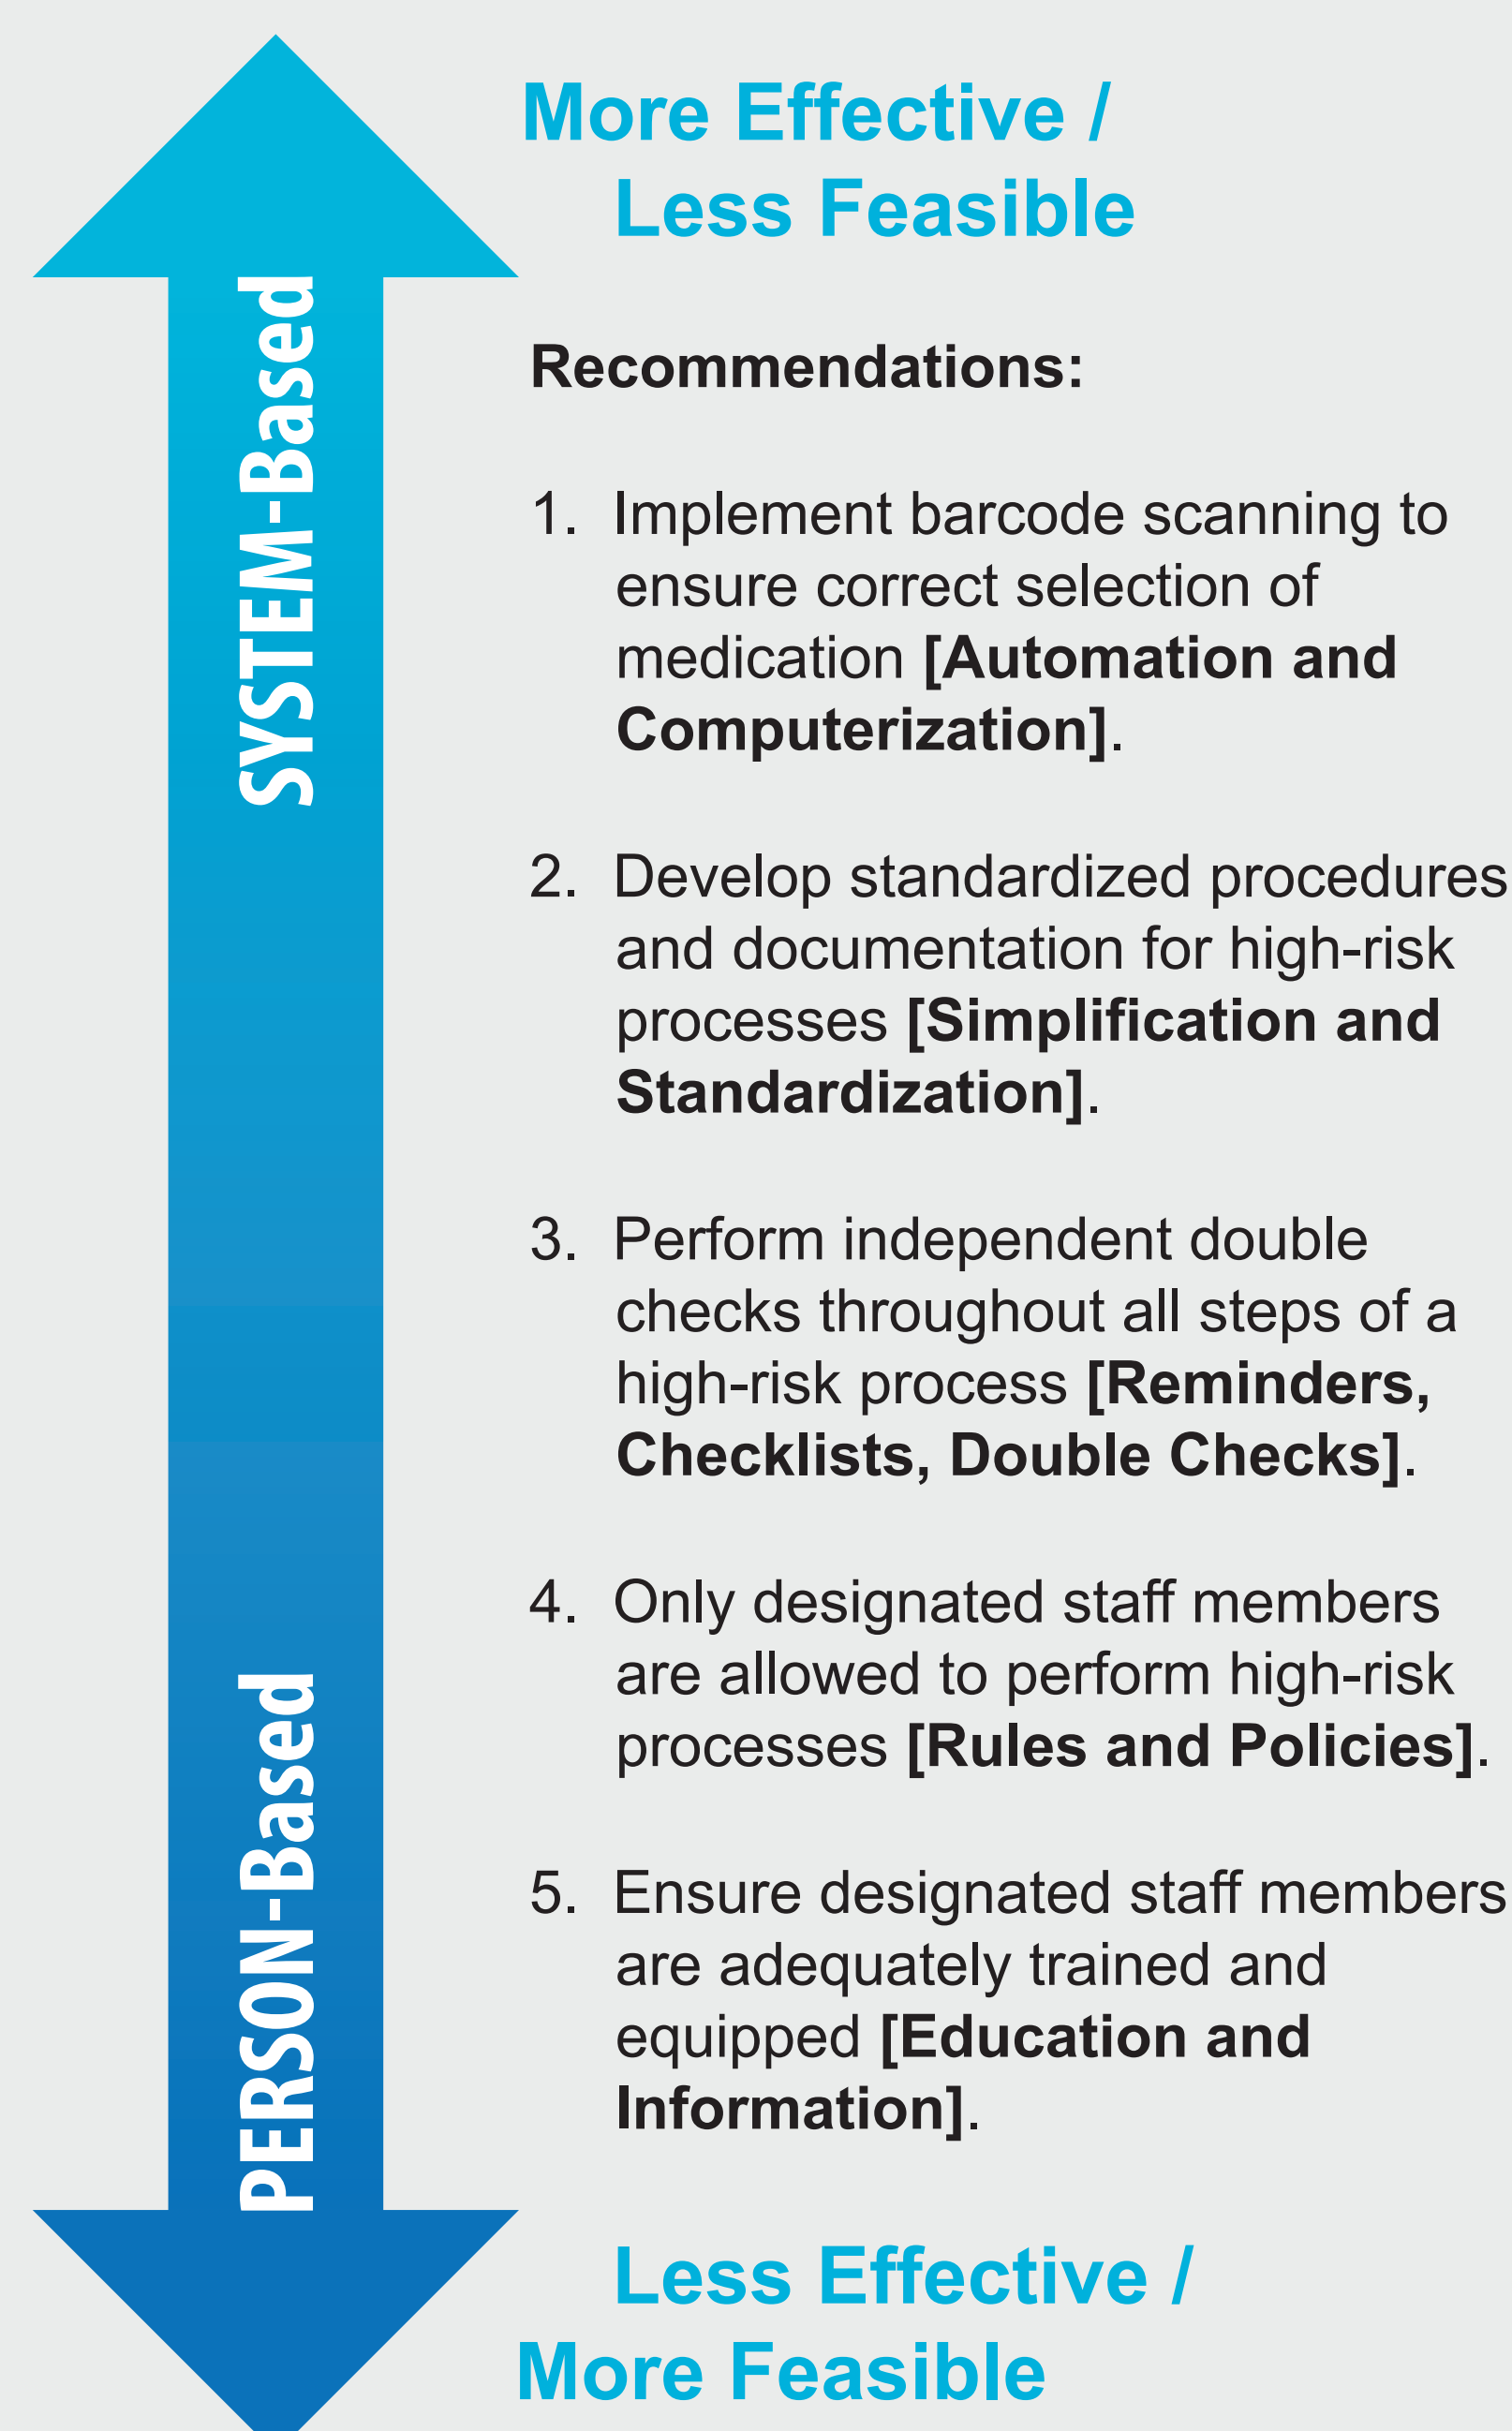 More Effective /
Less Feasible
SYSTEM-Based
Recommendations:
1. Implement barcode scanning to
ensure correct selection of
medication [Automation and
Computerization].
2. Develop standardized procedures
and documentation for high-risk
processes [Simplification and
Standardization].
3. Perform independent double
checks throughout all steps of a
high-risk process [Reminders,
Checklists, Double Checks].
4. Only designated staff members
are allowed to perform high-risk
processes [Rules and Policies].
PERSON-Based
5. Ensure designated staff members
are adequately trained and
equipped [Education and
Information].
Less Effective /
More Feasible